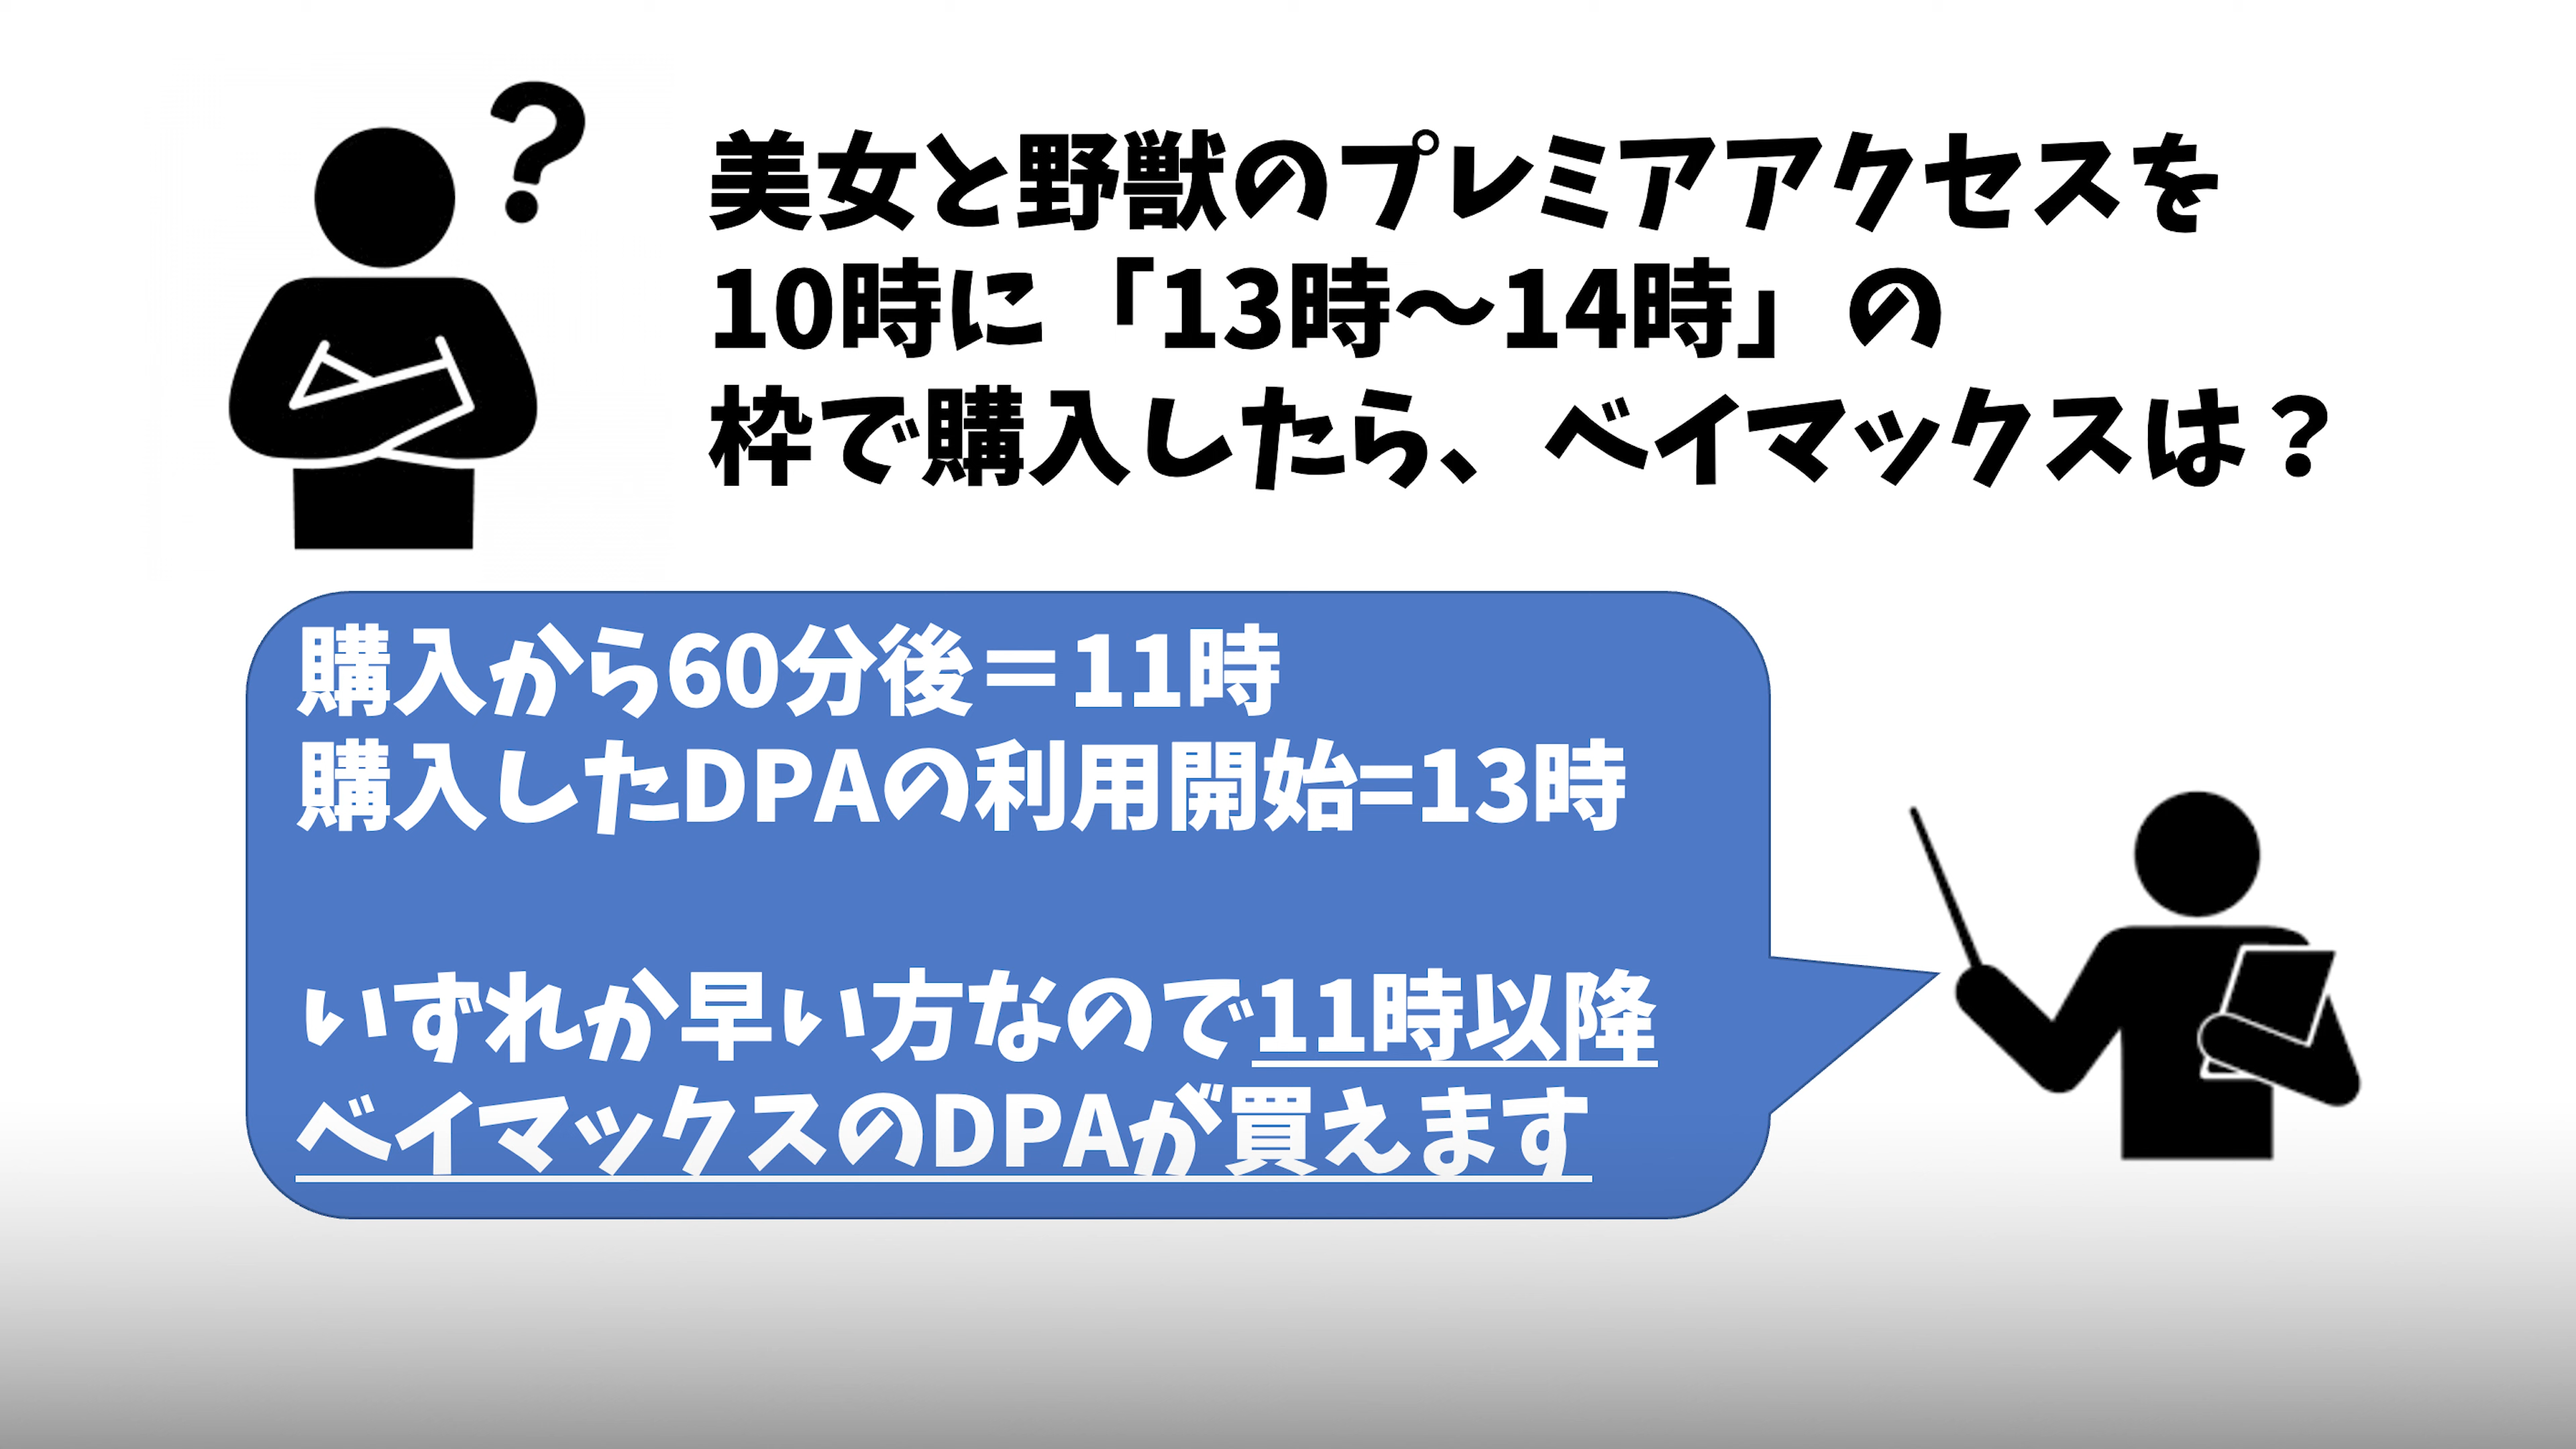 美女と野獣のプレミアアクセスを
10時に「13時～14時」の
枠で購入したら、ベイマックスは？
購入から60分後＝11時
購入したDPAの利用開始=13時
いずれか早い方なので11時以降
ベイマックスのDPAが買えます